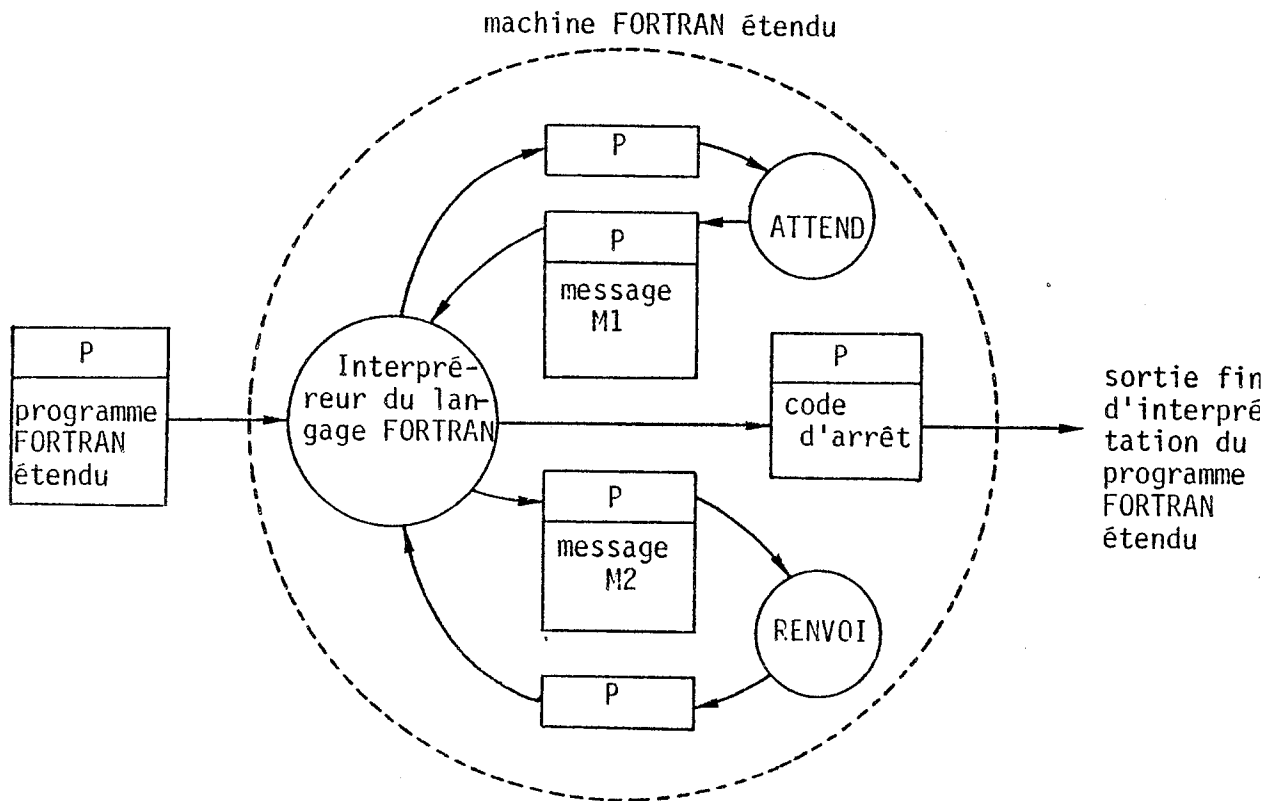 machine FORTRAN étendu
P
ATTEND
P
message
M1
P
programme
FORTRAN
étendu
Interpré-
reur du lan-
gage FORTRAN
P
code
d'arrêt
sortie fin
d'interpré
tation du
programme
FORTRAN
étendu
P
message
M2
RENVOI
P